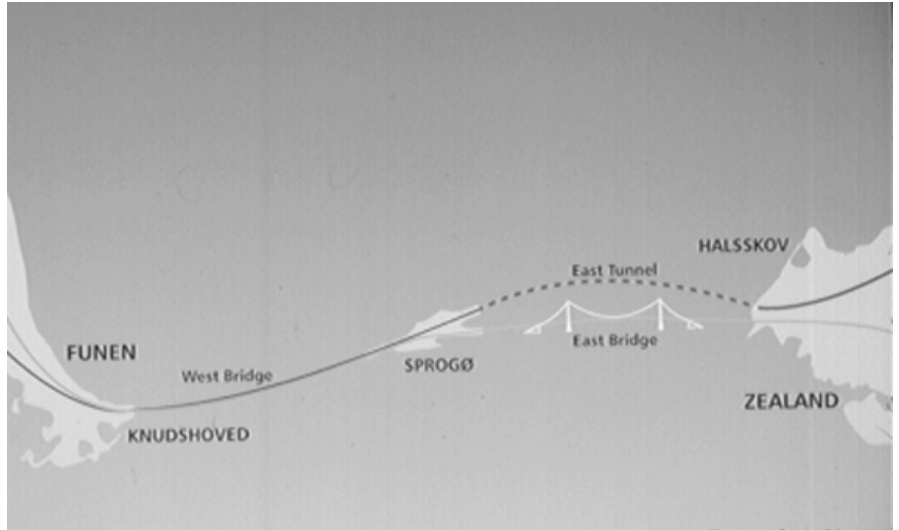 HALSSKOV
East Tunnel
East Bridge
FUNEN
SPROGØ
West Bridge
ZEALAND
KNUDSHOVED